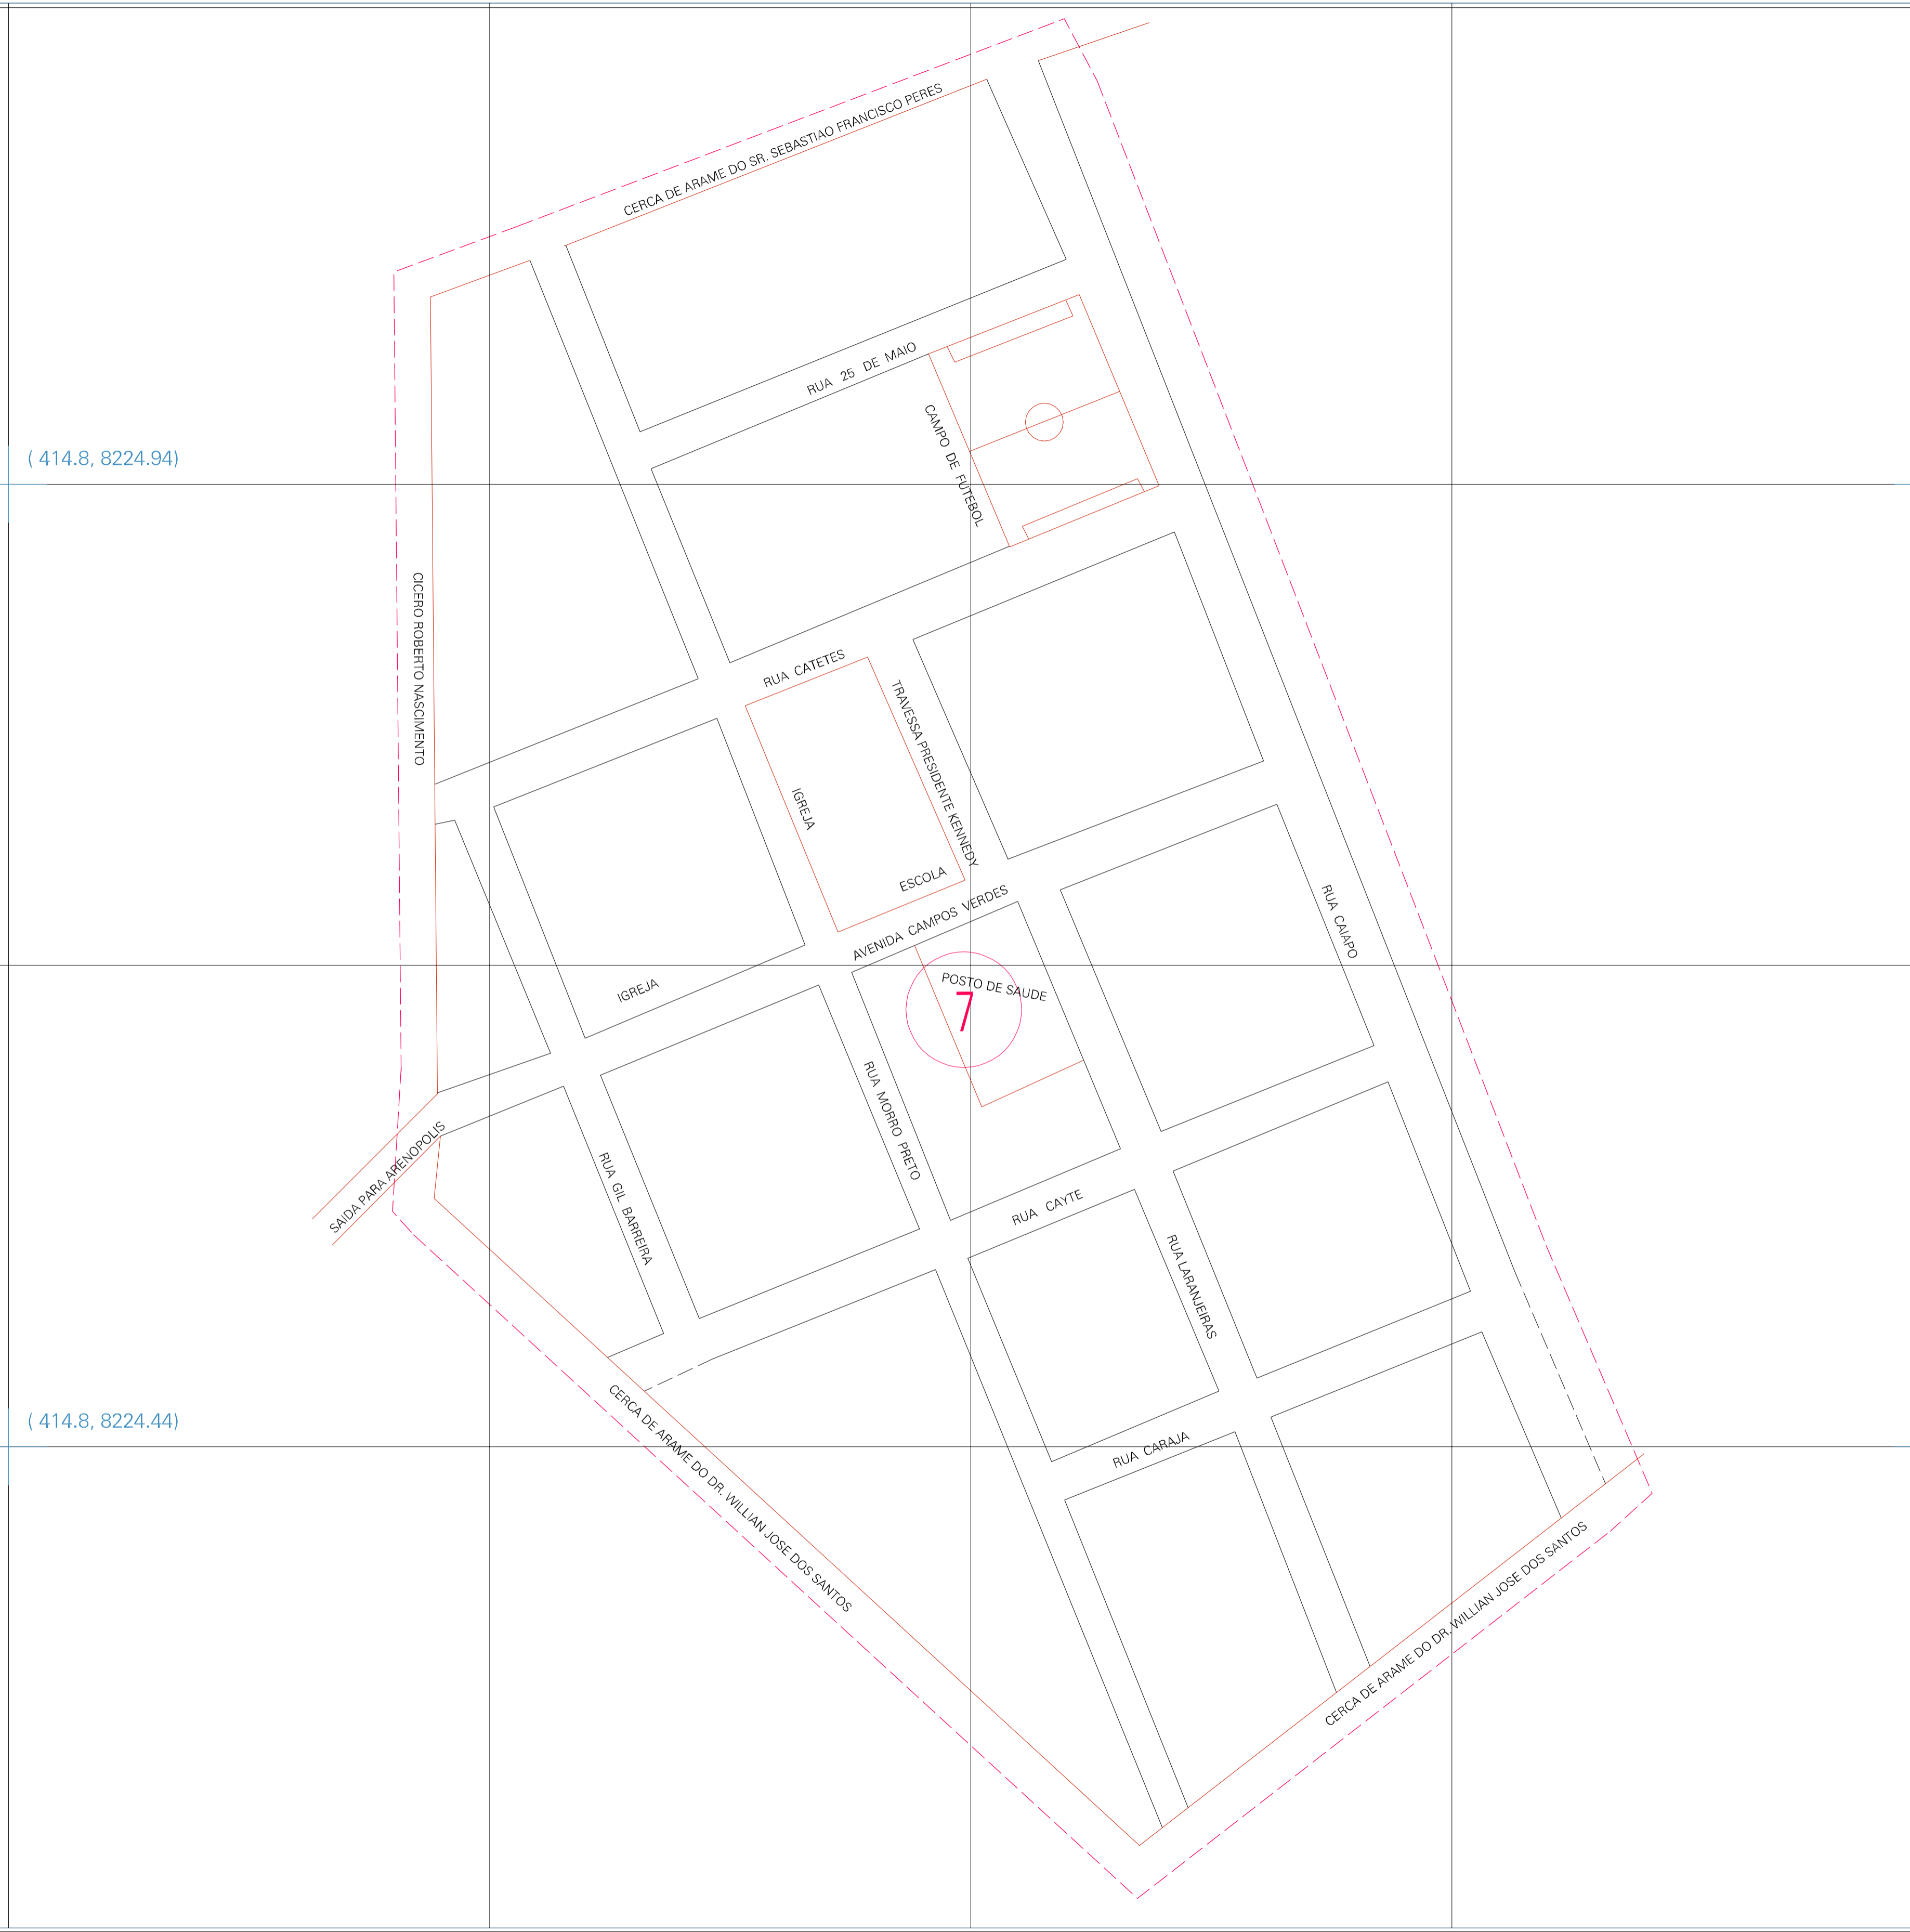 CERCA DE ARAME DO SR. SEBASTIAO FRANCISCO PERES
RUA 25 DE MAIO
CAMPO DE FUTEBOL
( 414.8, 8224.94)
CICERO ROBERTO NASCIMENTO
RUA CATETES
TRAVESSA PRESIDENTE KENNEDY
IGREJA
ESCOLA
AVENIDA CAMPOS VERDES
RUA CAIAPO
IGREJA
POSTO DE SAUDE
7
RUA MORRO PRETO
SAIDA PARA ARENOPOLIS
RUA GIL BARREIRA
RUA CAYTE
RUA LARANJEIRAS
( 414.8, 8224.44)
CERCA DE ARAME DO DR. WILLIAN JOSE DOS SANTOS
RUA CARAJA
CERCA DE ARAME DO DR. WILLIAN JOSE DOS SANTOS